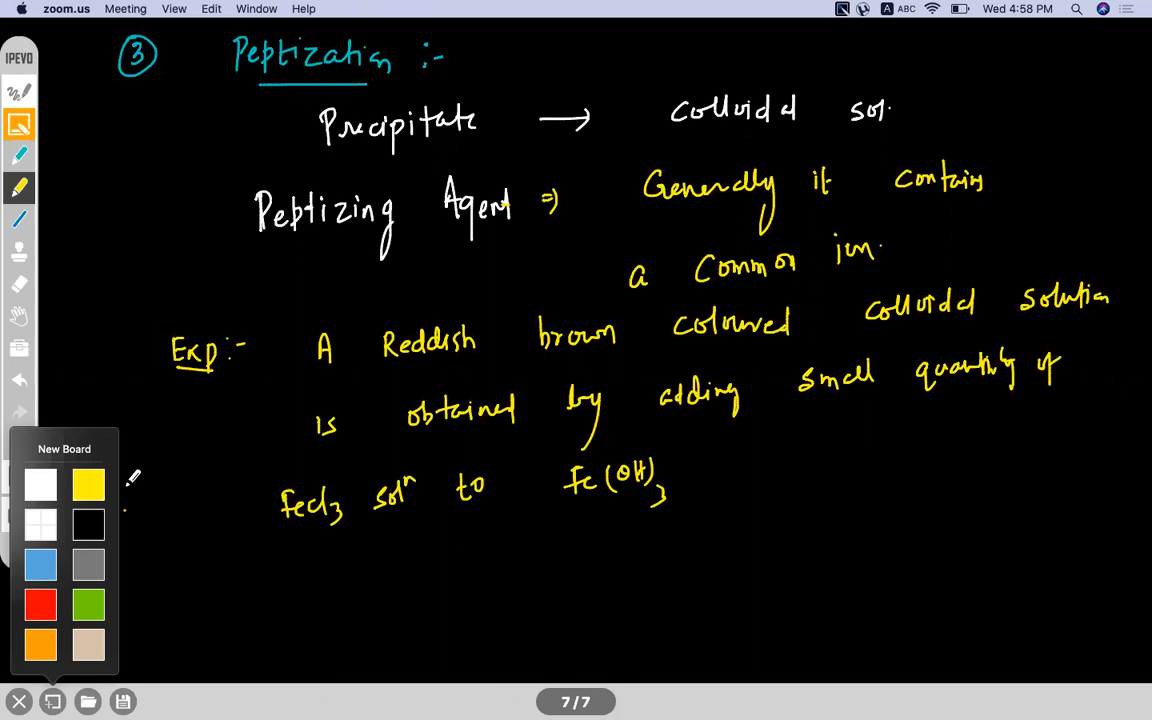 zoom.us Meeting View Edit Window Help ABC Wed 4:58 PM
IPEVO
③ Peptization :-
Precipitate → Colloidal sol.
Peptizing Agent ⇒ Generally it contains
a Common ion.
Exp:- A Reddish brown coloured colloidal solution
is obtained by adding small quantity of
FeCl₃ solⁿ to Fe(OH)₃
New Board
7/7